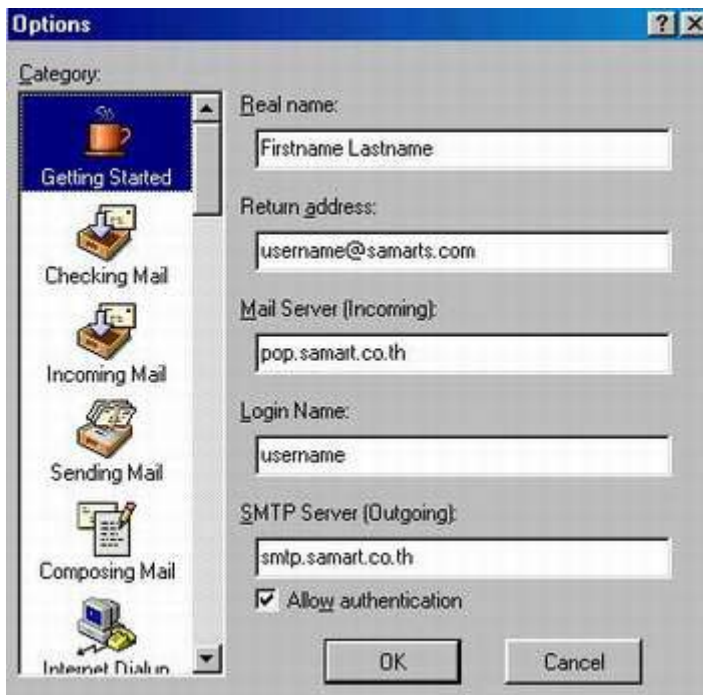 Options
Category:
Getting Started
Checking Mail
Incoming Mail
Sending Mail
Composing Mail
Internet Dialup
Real name:
Firstname Lastname
Return address:
username@samarts.com
Mail Server (Incoming):
pop.samart.co.th
Login Name:
username
SMTP Server (Outgoing):
smtp.samart.co.th
Allow authentication
OK
Cancel